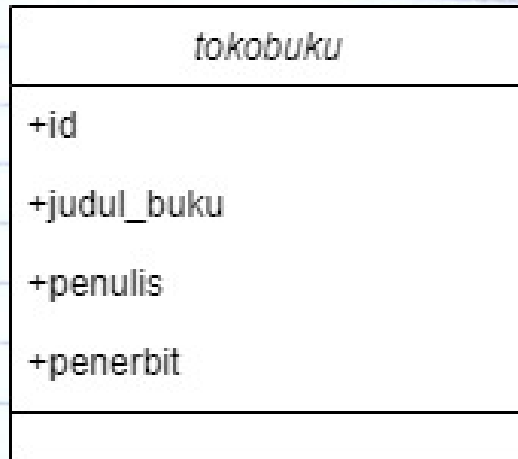 tokobuku
+id
+judul_buku
+penulis
+penerbit